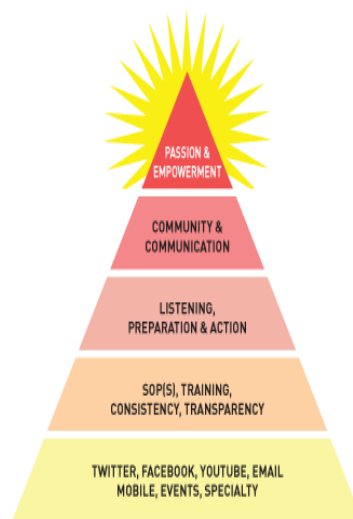 PASSION &
EMPOWERMENT
COMMUNITY &
COMMUNICATION
LISTENING,
PREPARATION & ACTION
SOP(S), TRAINING,
CONSISTENCY, TRANSPARENCY
TWITTER, FACEBOOK, YOUTUBE, EMAIL
MOBILE, EVENTS, SPECIALTY